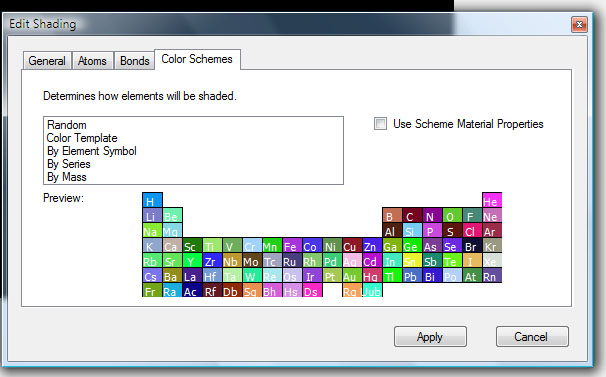 Edit Shading
General Atoms Bonds Color Schemes
Determines how elements will be shaded.
Random
Color Template
By Element Symbol
By Series
By Mass
Use Scheme Material Properties
Preview:
H He
Li Be B C N O F Ne
Na Mg Al Si P S Cl Ar
K Ca Sc Ti V Cr Mn Fe Co Ni Cu Zn Ga Ge As Se Br Kr
Rb Sr Y Zr Nb Mo Tc Ru Rh Pd Ag Cd In Sn Sb Te I Xe
Cs Ba La Hf Ta W Re Os Ir Pt Au Hg Tl Pb Bi Po At Rn
Fr Ra Ac Rf Db Sg Bh Hs Ds Rg Uub
Apply Cancel